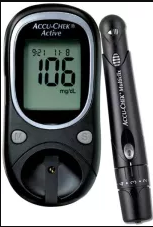 ACCU-CHEK®
Active
9:21 11-8
106
mg/dL
M
S
ACCU-CHEK® Multiclix